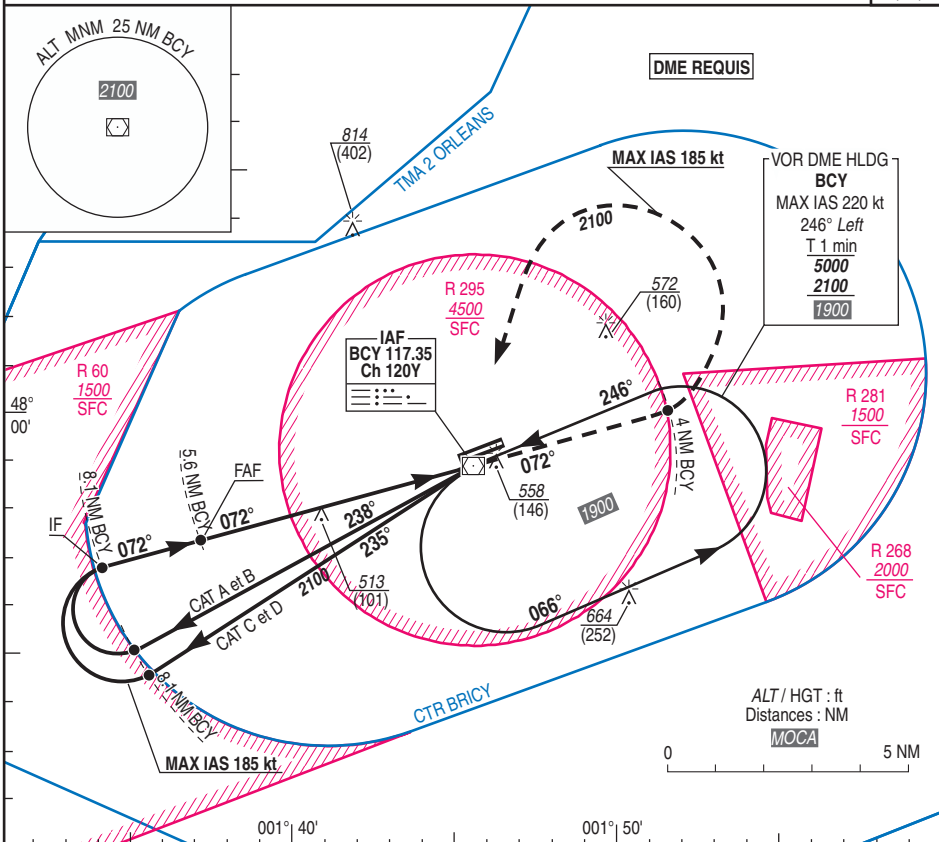 ALT MNM 25 NM BCY
2100
DME REQUIS
814
(402)
TMA 2 ORLEANS
MAX IAS 185 kt
VOR DME HLDG
BCY
MAX IAS 220 kt
246° Left
T 1 min
5000
2100
1900
2100
R 295
4500
SFC
572
(160)
IAF
BCY 117.35
Ch 120Y
R 60
1500
SFC
48°
00'
246°
R 281
1500
SFC
072°
4 NM BCY
558
(146)
1900
8.1 NM BCY
5.6 NM BCY
FAF
IF
072°
072°
238°
235°
2100
513
(101)
CAT A et B
CAT C et D
R 268
2000
SFC
066°
664
(252)
8.1 NM BCY
CTR BRICY
MAX IAS 185 kt
ALT / HGT : ft
Distances : NM
MOCA
0
5 NM
001° 40'
001° 50'